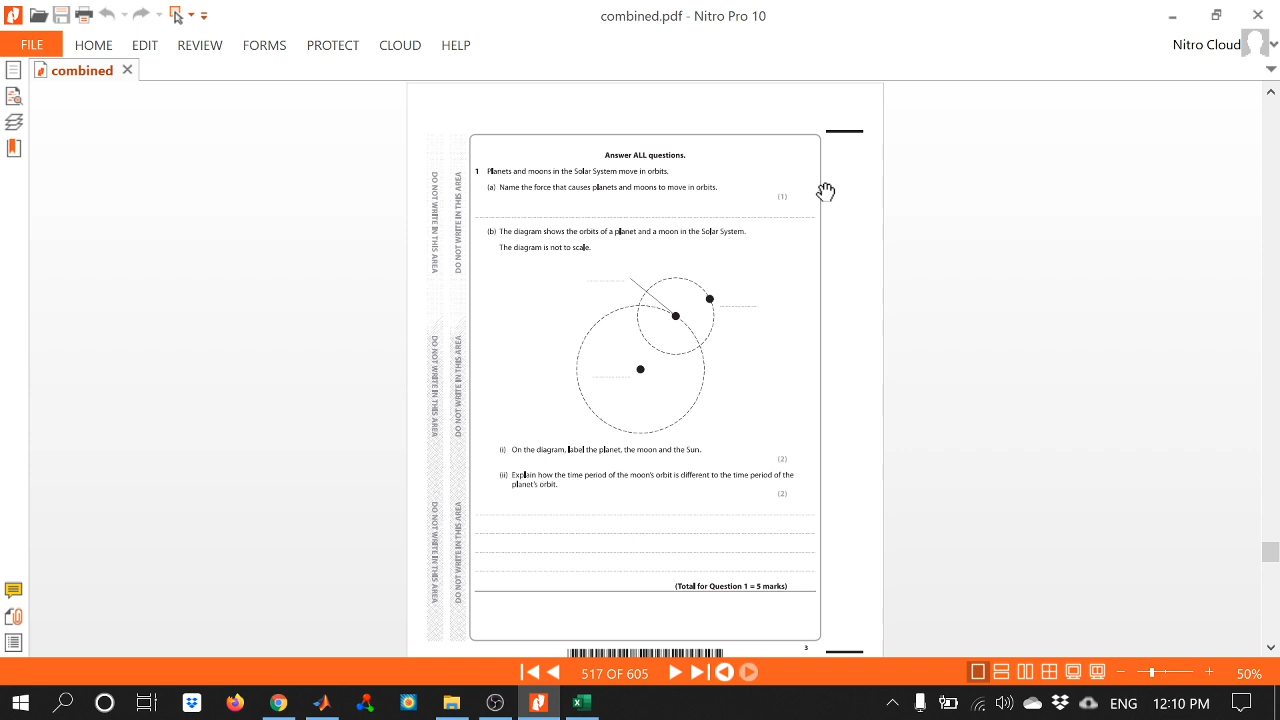 combined.pdf - Nitro Pro 10
FILE
HOME
EDIT
REVIEW
FORMS
PROTECT
CLOUD
HELP
Nitro Cloud
combined
Answer ALL questions.
1 Planets and moons in the Solar System move in orbits.
(a) Name the force that causes planets and moons to move in orbits.
(1)
(b) The diagram shows the orbits of a planet and a moon in the Solar System.
The diagram is not to scale.
(i) On the diagram, label the planet, the moon and the Sun.
(2)
(ii) Explain how the time period of the moon's orbit is different to the time period of the
planet's orbit.
(2)
(Total for Question 1 = 5 marks)
3
DO NOT WRITE IN THIS AREA
DO NOT WRITE IN THIS AREA
DO NOT WRITE IN THIS AREA
DO NOT WRITE IN THIS AREA
DO NOT WRITE IN THIS AREA
DO NOT WRITE IN THIS AREA
517 OF 605
50%
ENG
12:10 PM